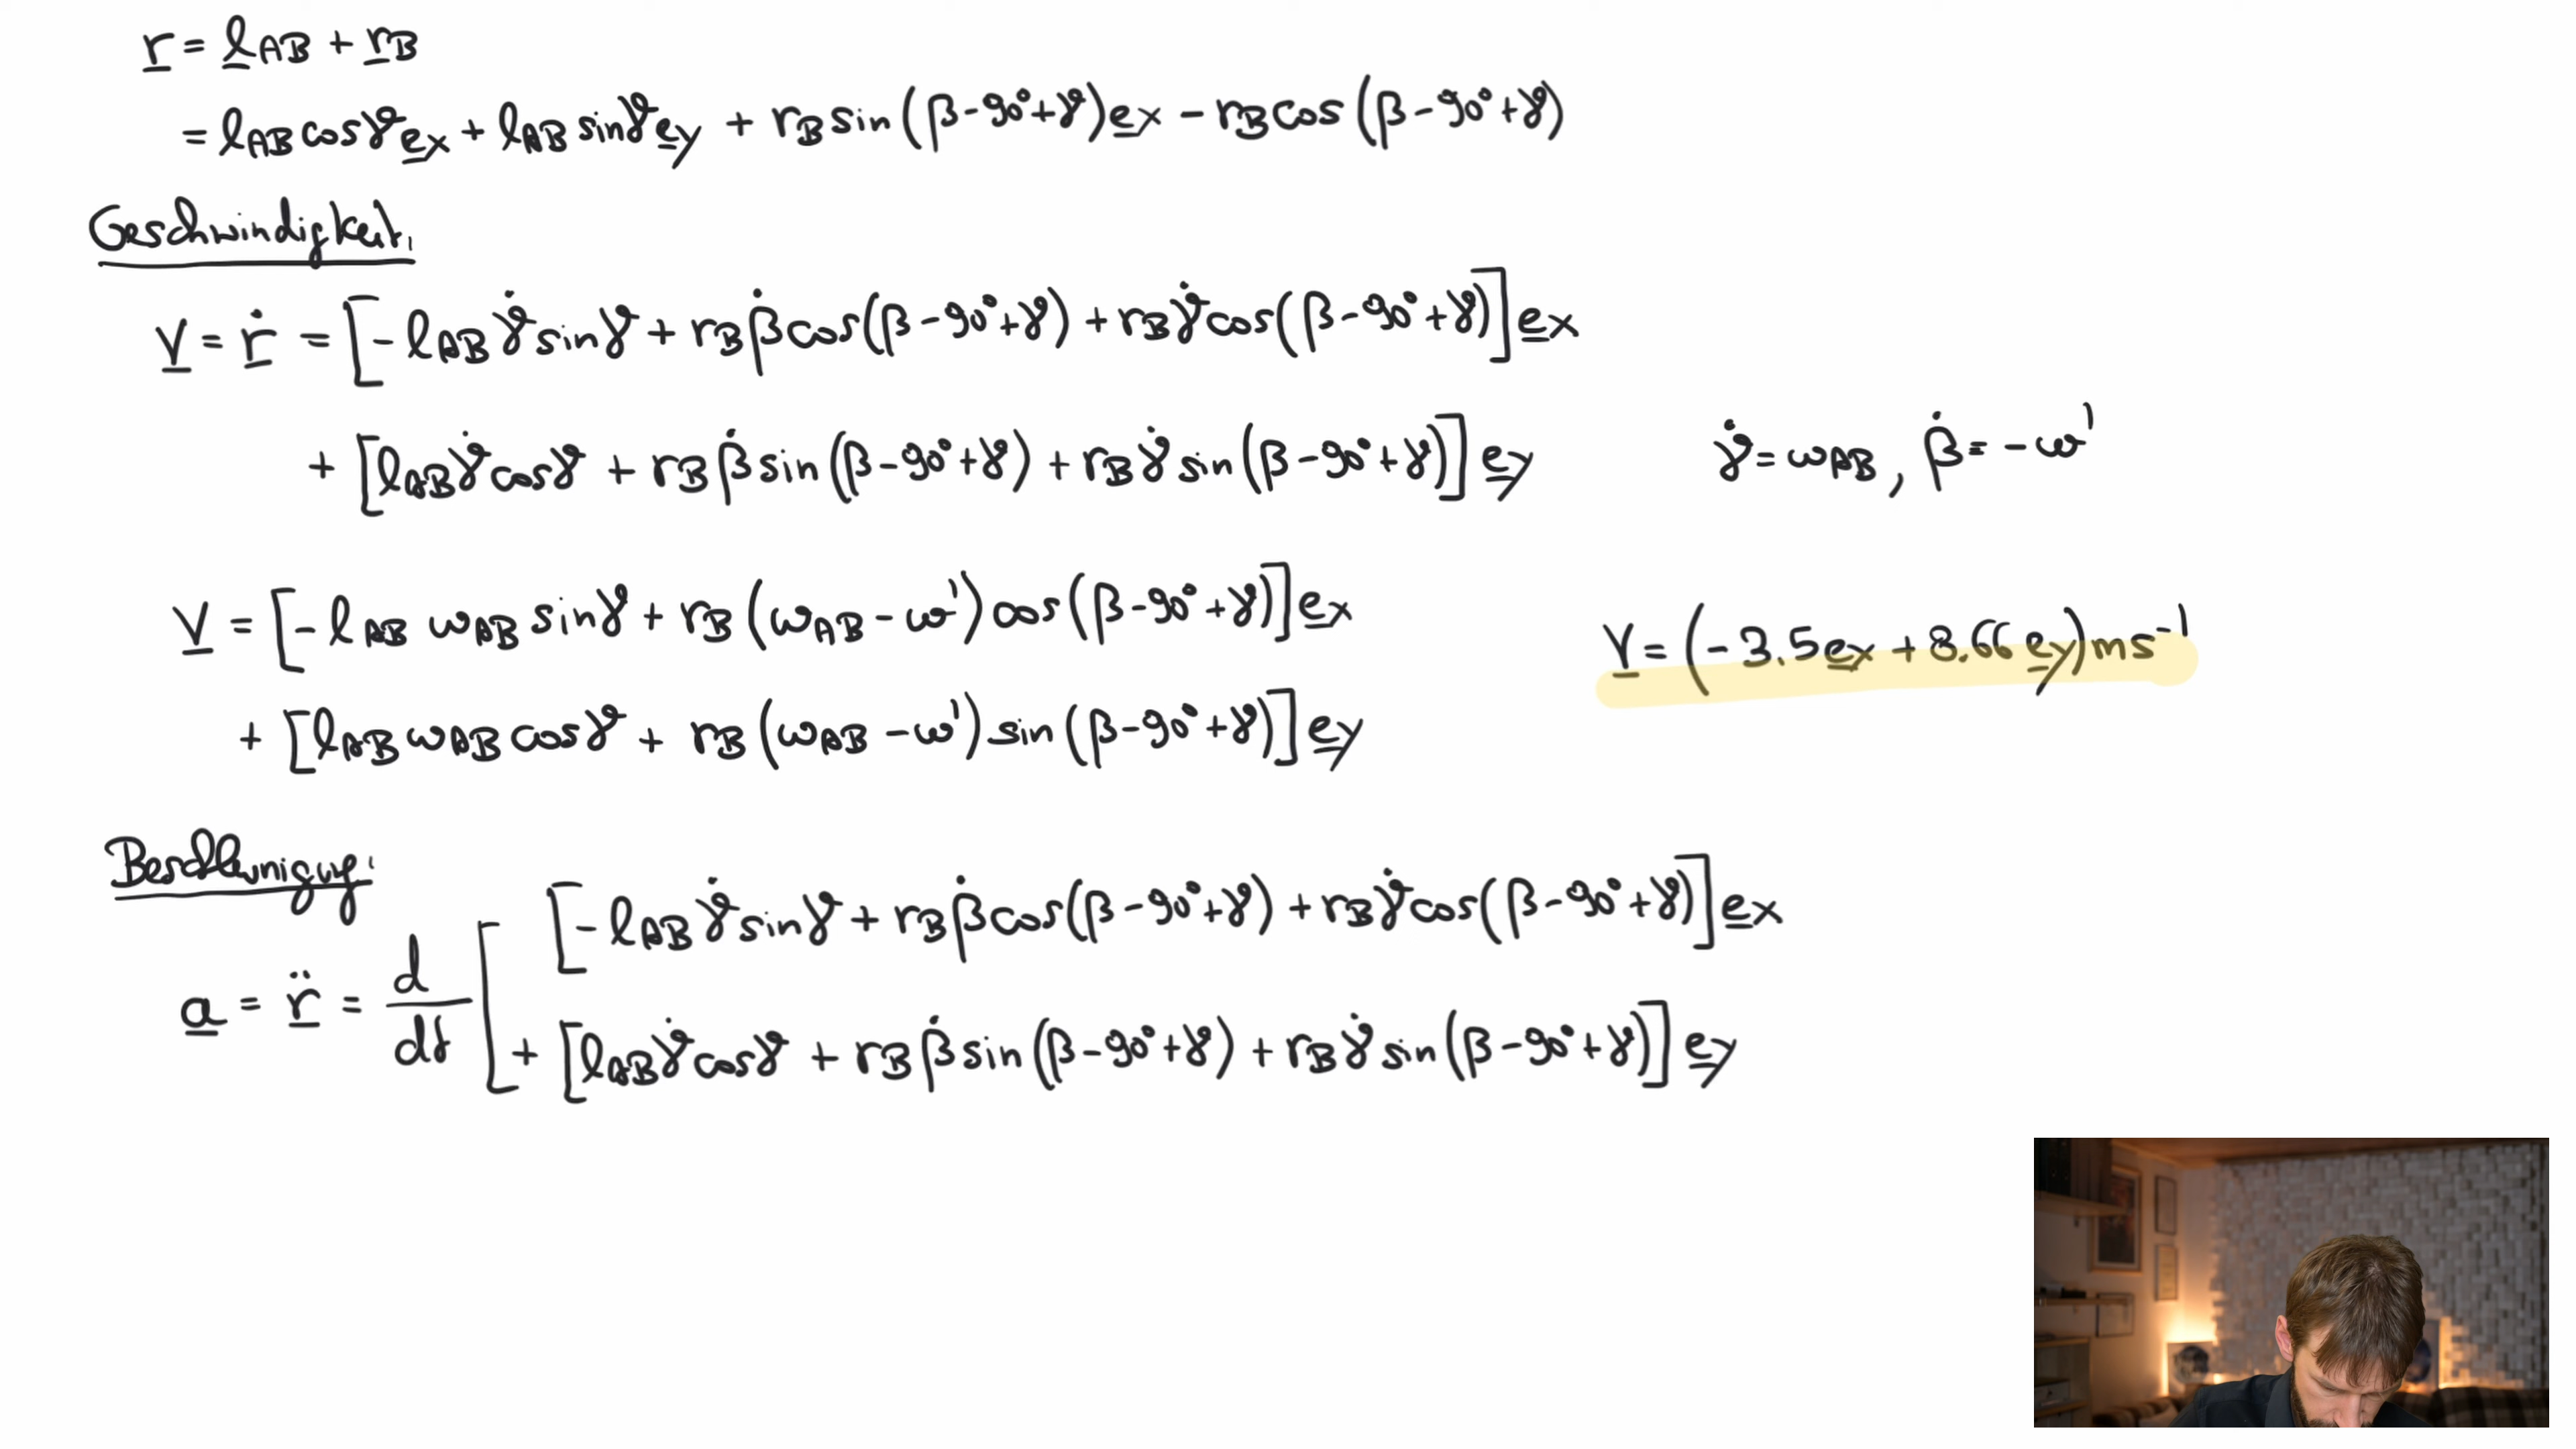 r = lAB + rB
= lAB cosγ ex + lAB sinγ ey + rB sin(β-90°+γ) ex - rB cos(β-90°+γ)
Geschwindigkeit:
v = ṙ = [-lAB γ̇ sinγ + rB β̇ cos(β-90°+γ) + rB γ̇ cos(β-90°+γ)] ex
+ [lAB γ̇ cosγ + rB β̇ sin(β-90°+γ) + rB γ̇ sin(β-90°+γ)] ey
γ̇ = ωAB, β̇ = -ω'
v = [-lAB ωAB sinγ + rB (ωAB - ω') cos(β-90°+γ)] ex
+ [lAB ωAB cosγ + rB (ωAB - ω') sin(β-90°+γ)] ey
v = (-3.5 ex + 8.66 ey) ms⁻¹
Beschleunigung:
a = r̈ = d/dt [ [-lAB γ̇ sinγ + rB β̇ cos(β-90°+γ) + rB γ̇ cos(β-90°+γ)] ex
+ [lAB γ̇ cosγ + rB β̇ sin(β-90°+γ) + rB γ̇ sin(β-90°+γ)] ey